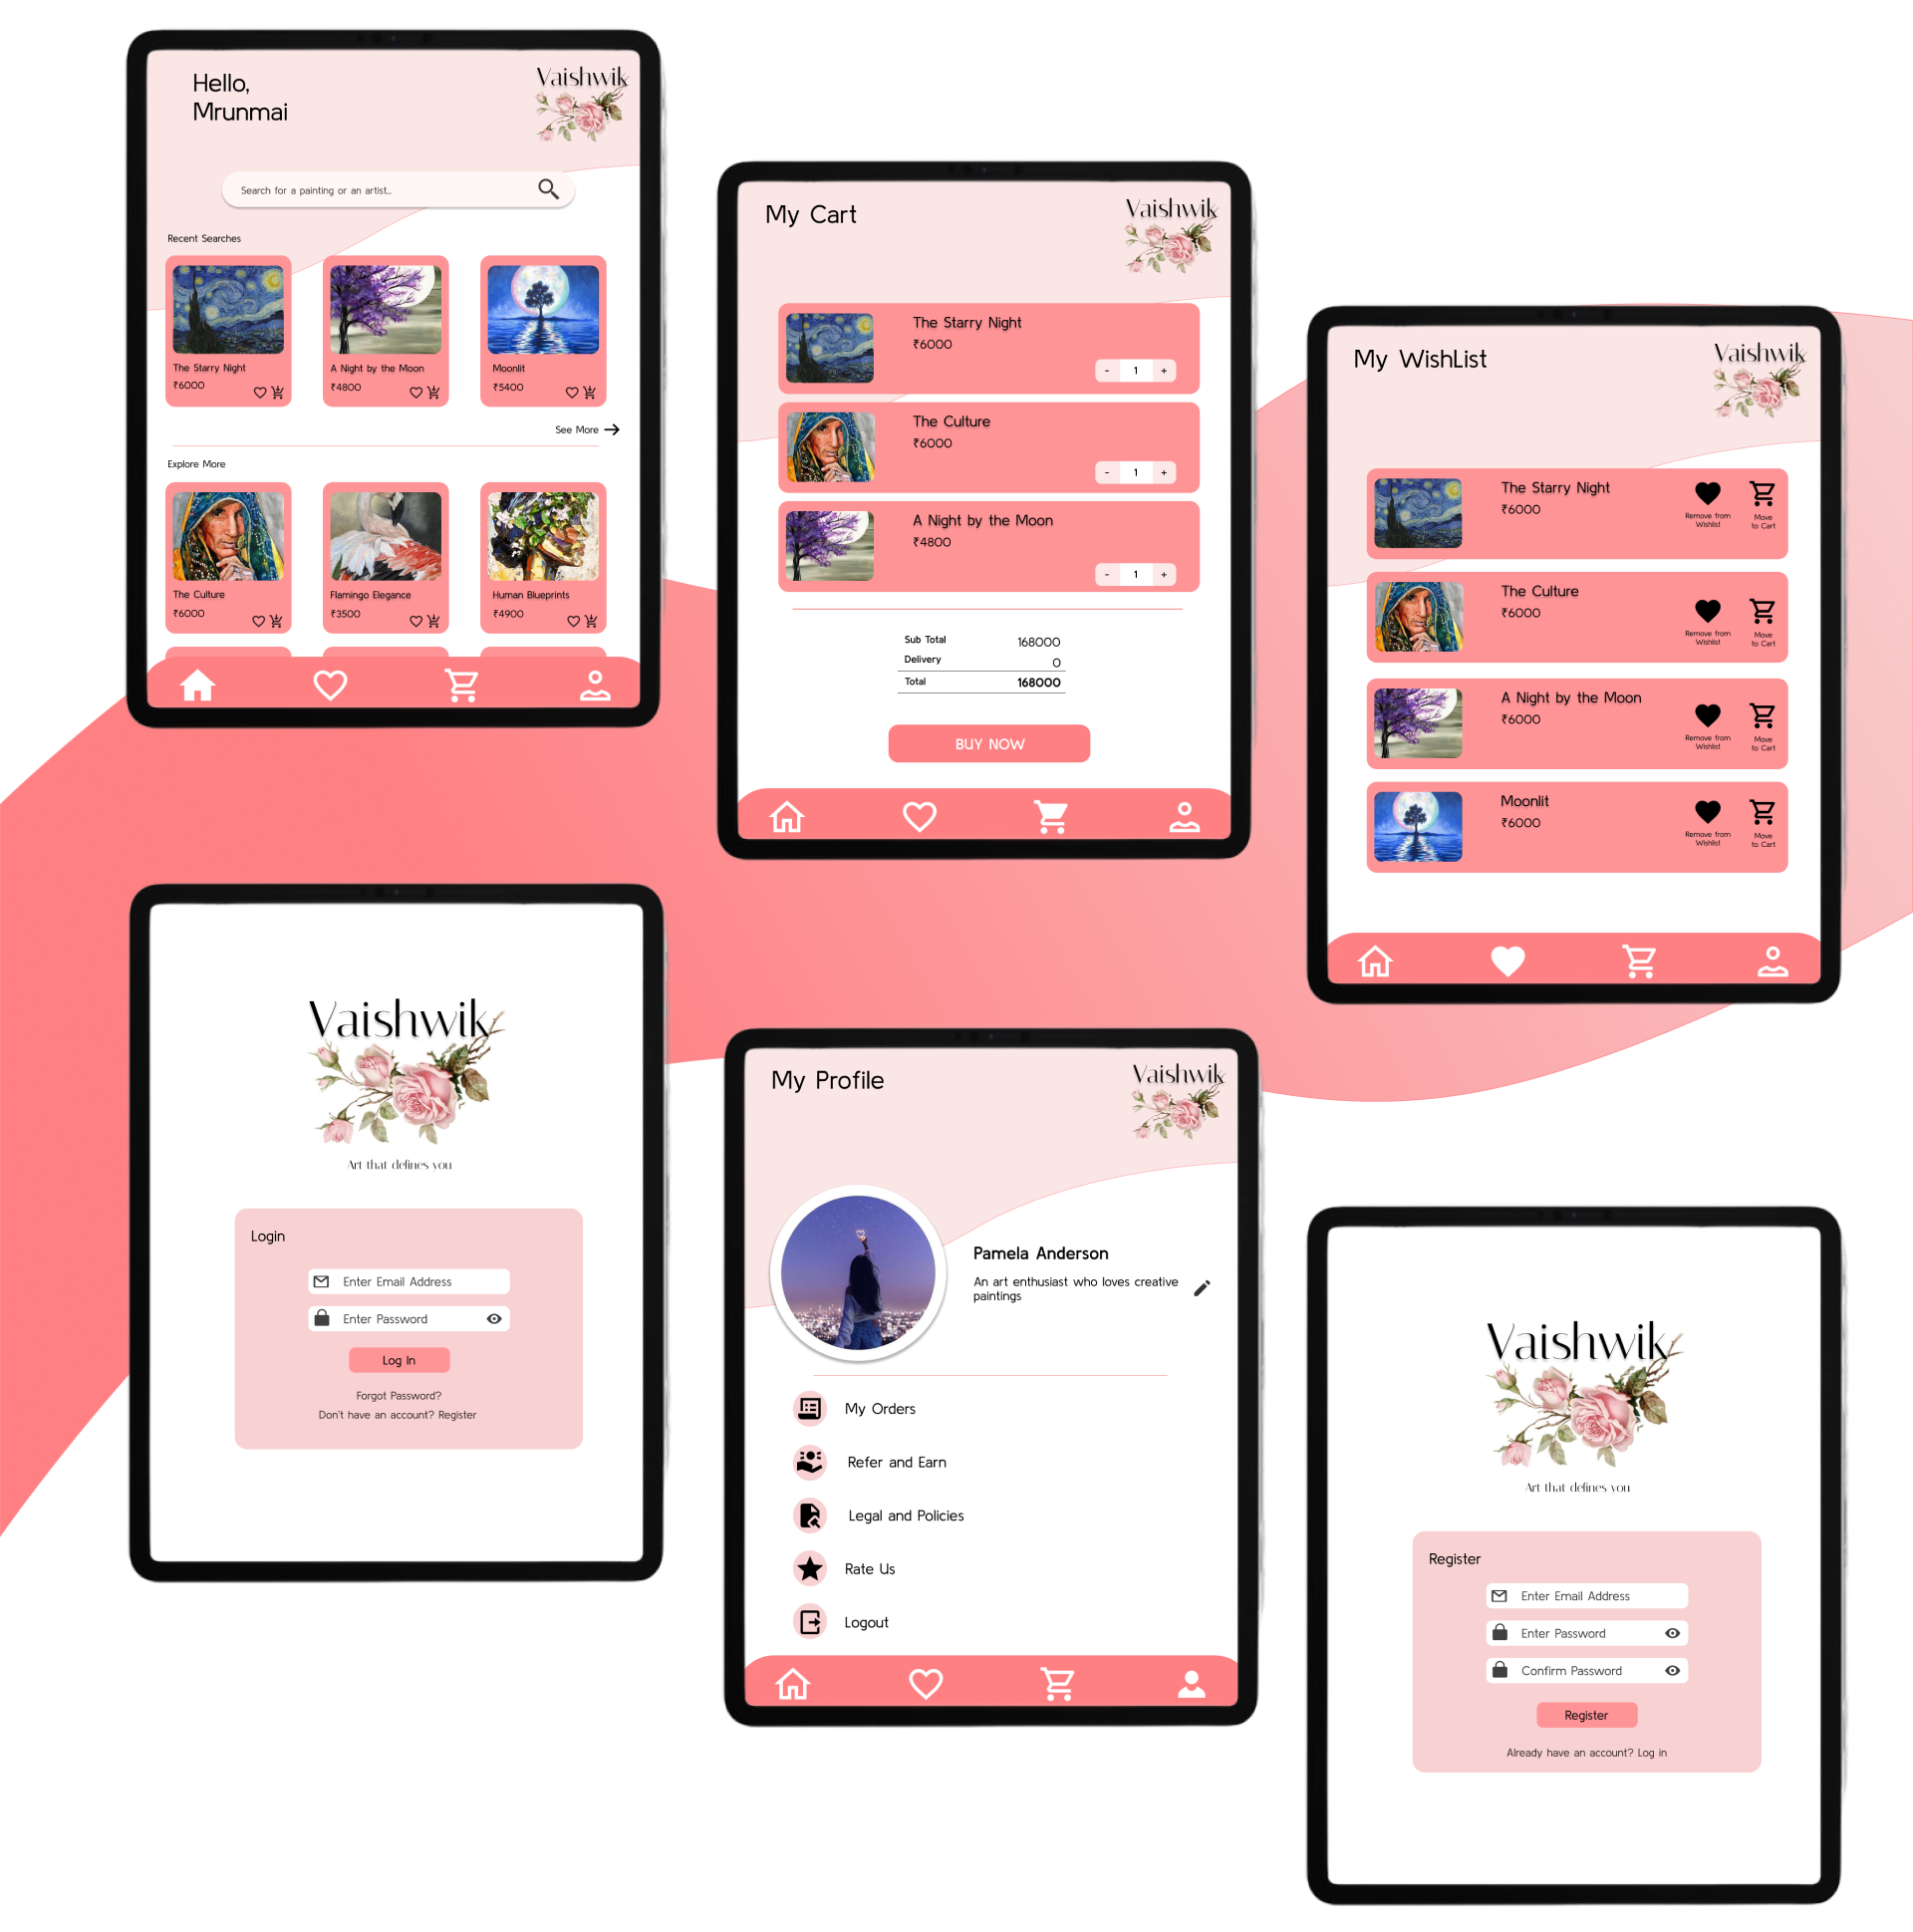 Hello,
Mrunmai
Vaishwik
Search for a painting or an artist...
Recent Searches
The Starry Night
₹6000
A Night by the Moon
₹4800
Moonlit
₹5400
See More
Explore More
The Culture
₹6000
Flamingo Elegance
₹3500
Human Blueprints
₹4900
My Cart
Vaishwik
The Starry Night
₹6000
- 1 +
The Culture
₹6000
- 1 +
A Night by the Moon
₹4800
- 1 +
Sub Total 168000
Delivery 0
Total 168000
BUY NOW
My WishList
Vaishwik
The Starry Night
₹6000
Remove from
Wishlist
Move
to Cart
The Culture
₹6000
Remove from
Wishlist
Move
to Cart
A Night by the Moon
₹6000
Remove from
Wishlist
Move
to Cart
Moonlit
₹6000
Remove from
Wishlist
Move
to Cart
Vaishwik
Art that defines you
Login
Enter Email Address
Enter Password
Log In
Forgot Password?
Don't have an account? Register
My Profile
Vaishwik
Pamela Anderson
An art enthusiast who loves creative
paintings
My Orders
Refer and Earn
Legal and Policies
Rate Us
Logout
Vaishwik
Art that defines you
Register
Enter Email Address
Enter Password
Confirm Password
Register
Already have an account? Log in